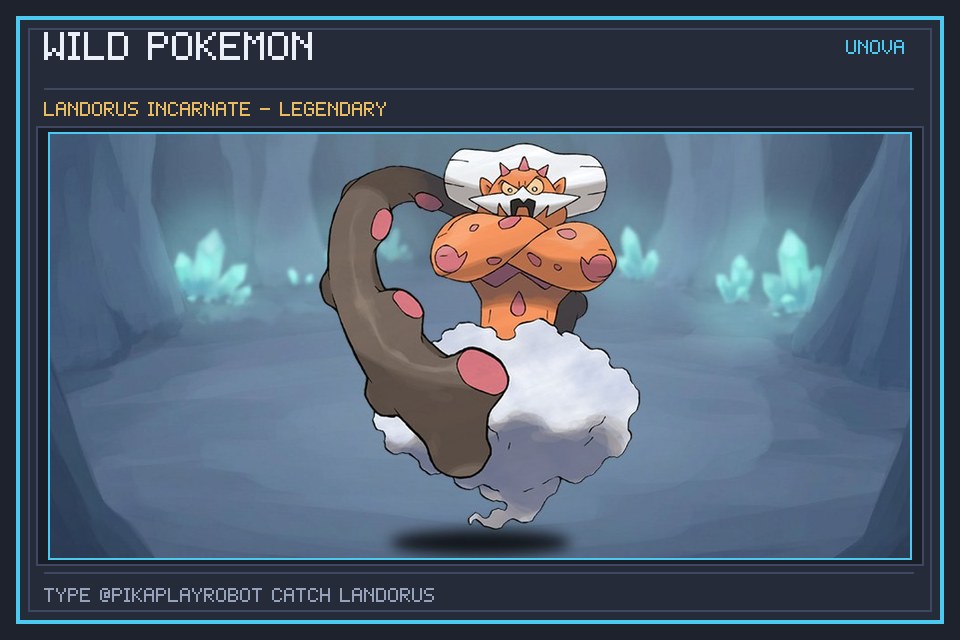 WILD POKEMON
UNOVA
LANDORUS INCARNATE - LEGENDARY
TYPE @PIKAPLAYROBOT CATCH LANDORUS